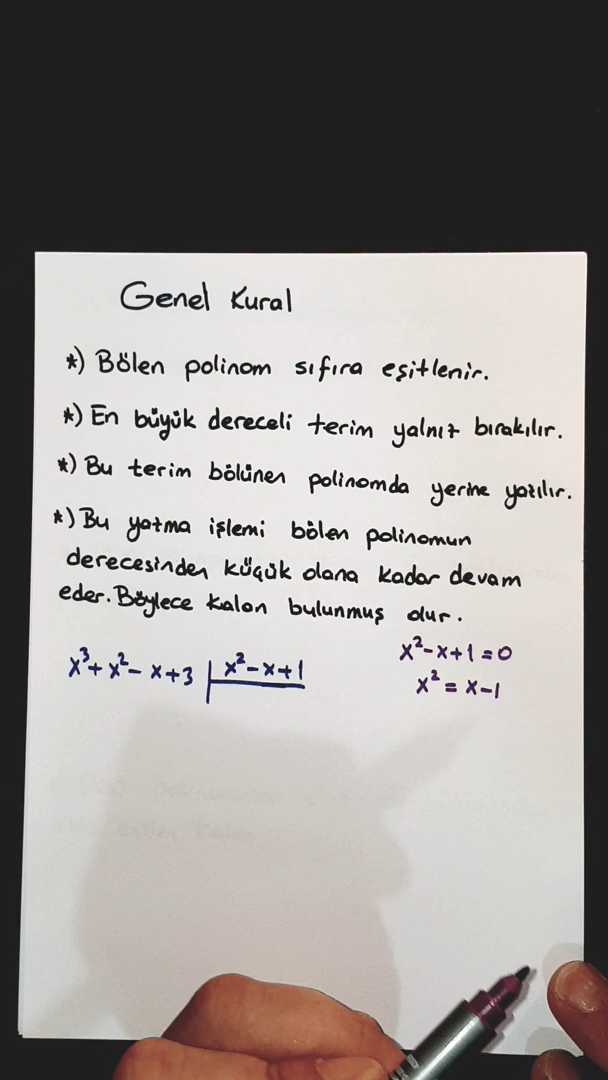 Genel Kural
*) Bölen polinom sıfıra eşitlenir.
*) En büyük dereceli terim yalnız bırakılır.
*) Bu terim bölünen polinomda yerine yazılır.
*) Bu yazma işlemi bölen polinomun
derecesinden küçük olana kadar devam
eder. Böylece kalan bulunmuş olur.
x³+x²-x+3 | x²-x+1
x²-x+1=0
x²=x-1